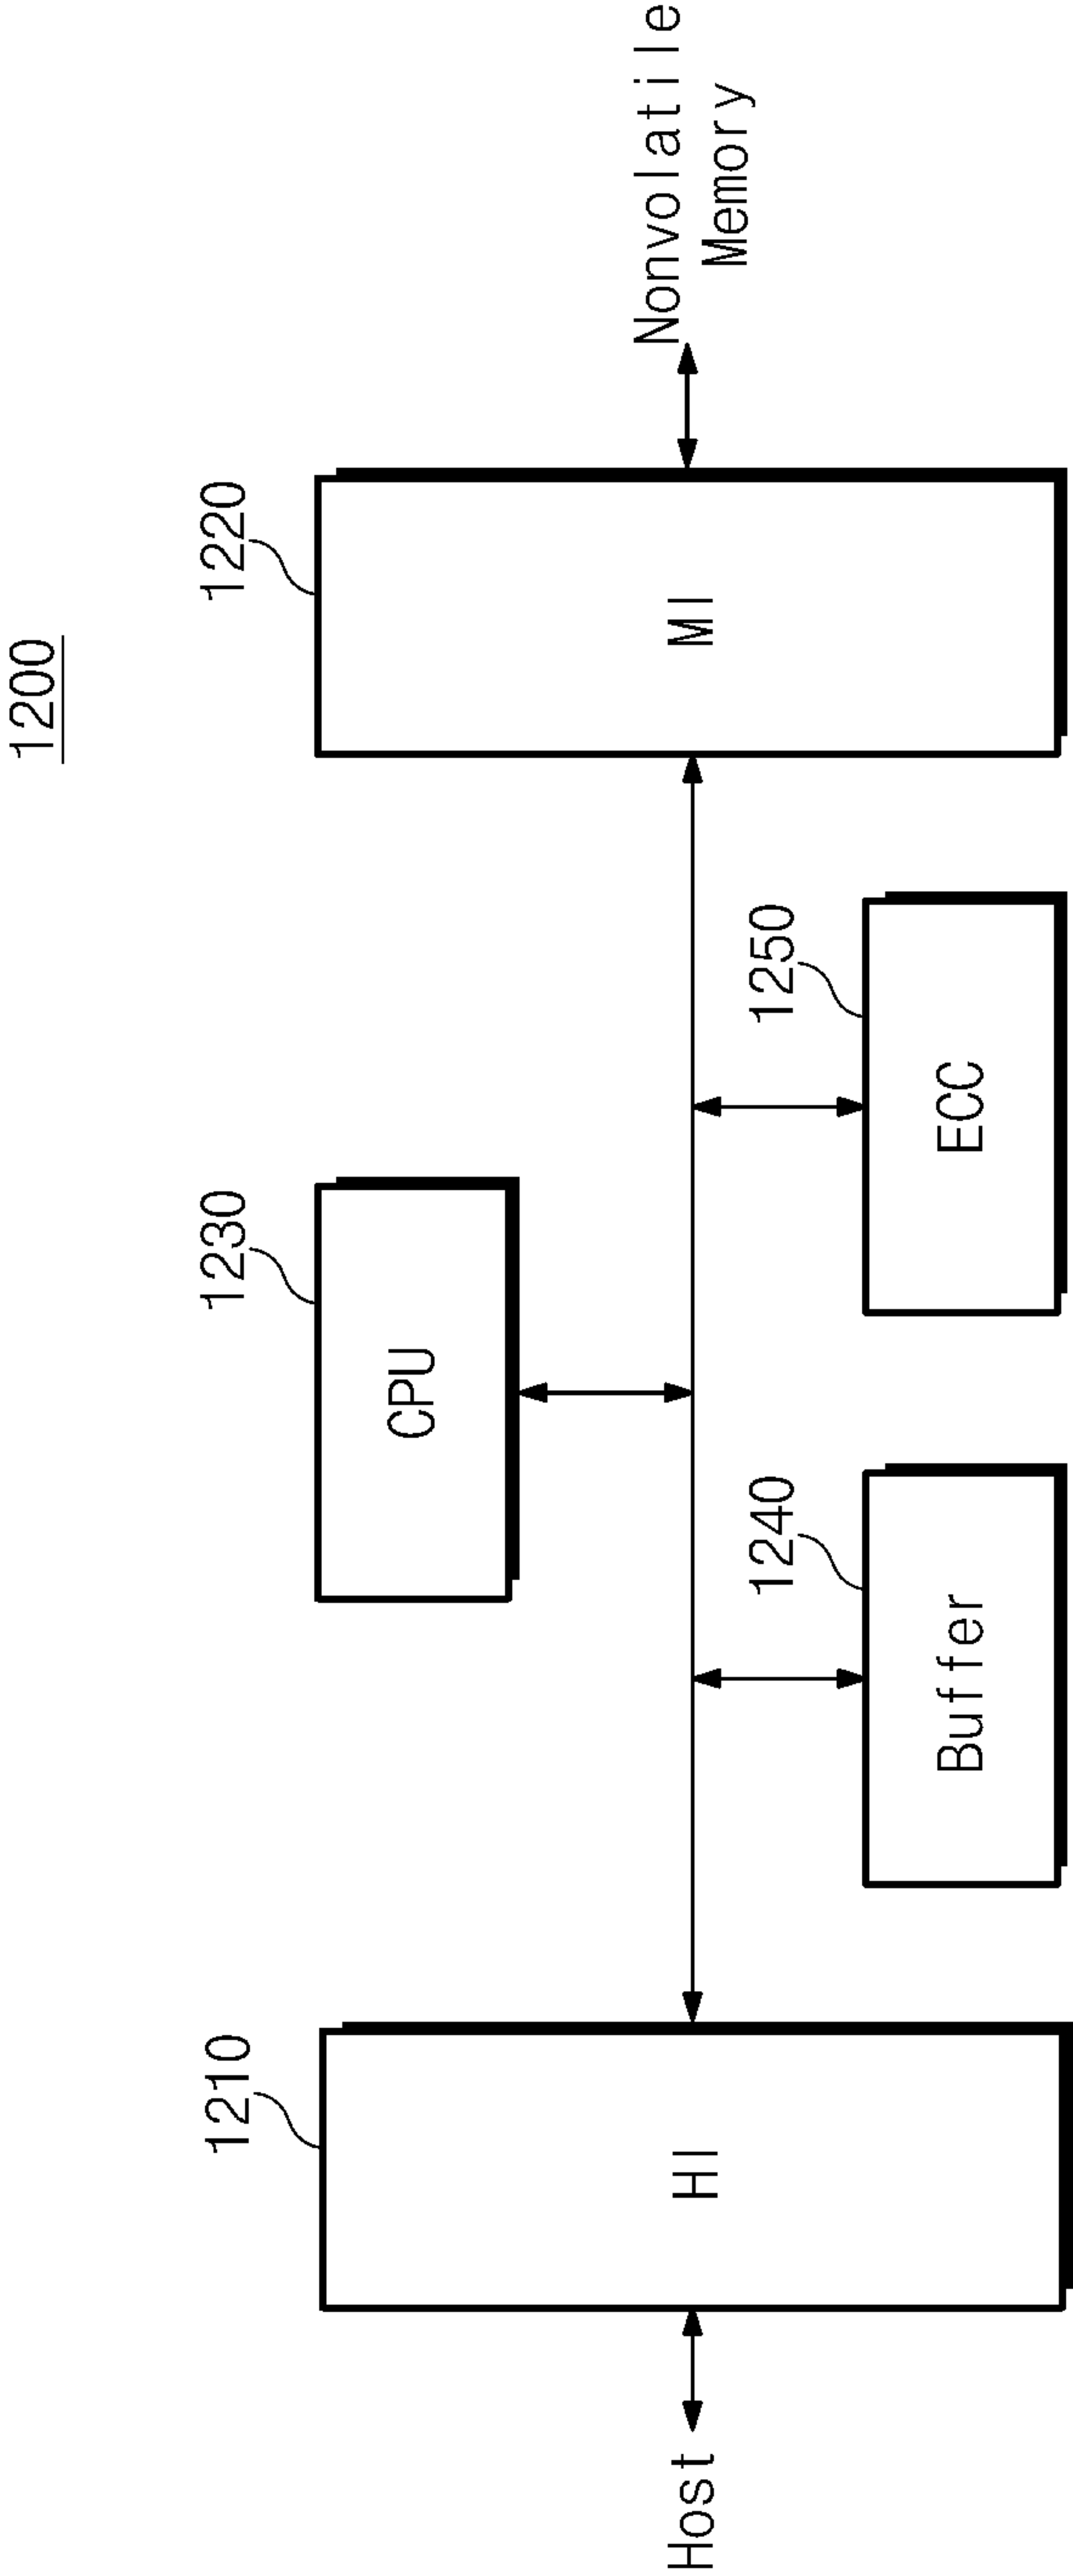 1200
1210
1230
1220
HI
CPU
MI
Host
Nonvolatile
Memory
1240
1250
Buffer
ECC